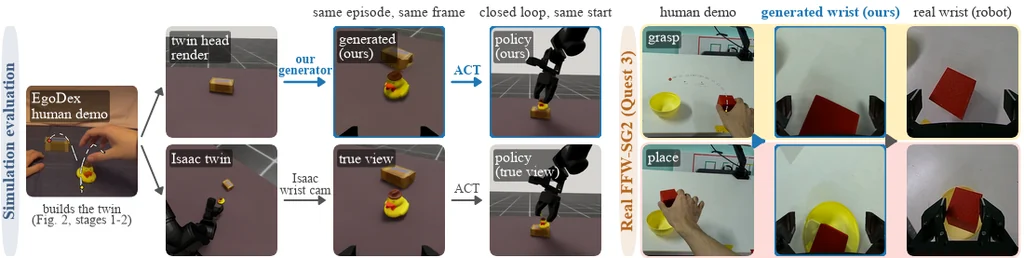 same episode, same frame
closed loop, same start
human demo
generated wrist (ours)
real wrist (robot)
Simulation evaluation
EgoDex
human demo
builds the twin
(Fig. 2, stages 1-2)
twin head
render
our
generator
generated
(ours)
ACT
policy
(ours)
Isaac twin
Isaac
wrist cam
true view
ACT
policy
(true view)
Real FFW-SG2 (Quest 3)
grasp
place